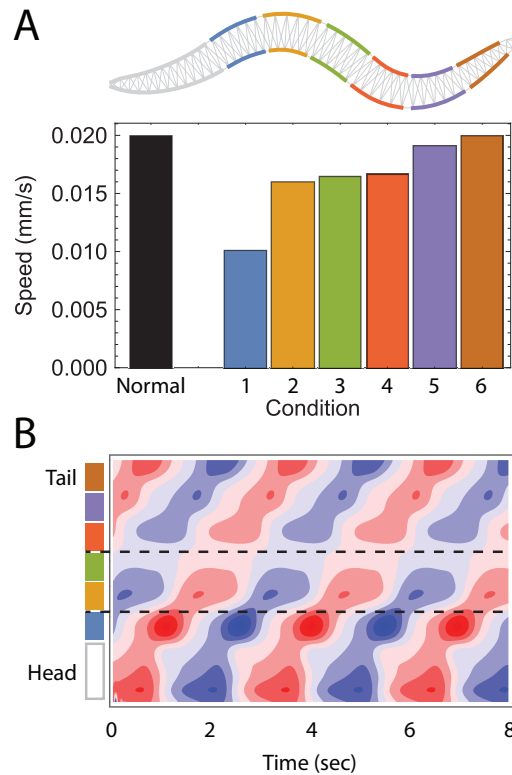 A
0.020
0.015
0.010
0.005
0.000
Speed (mm/s)
Normal 1 2 3 4 5 6
Condition
B
Tail
Head
0 2 4 6 8
Time (sec)